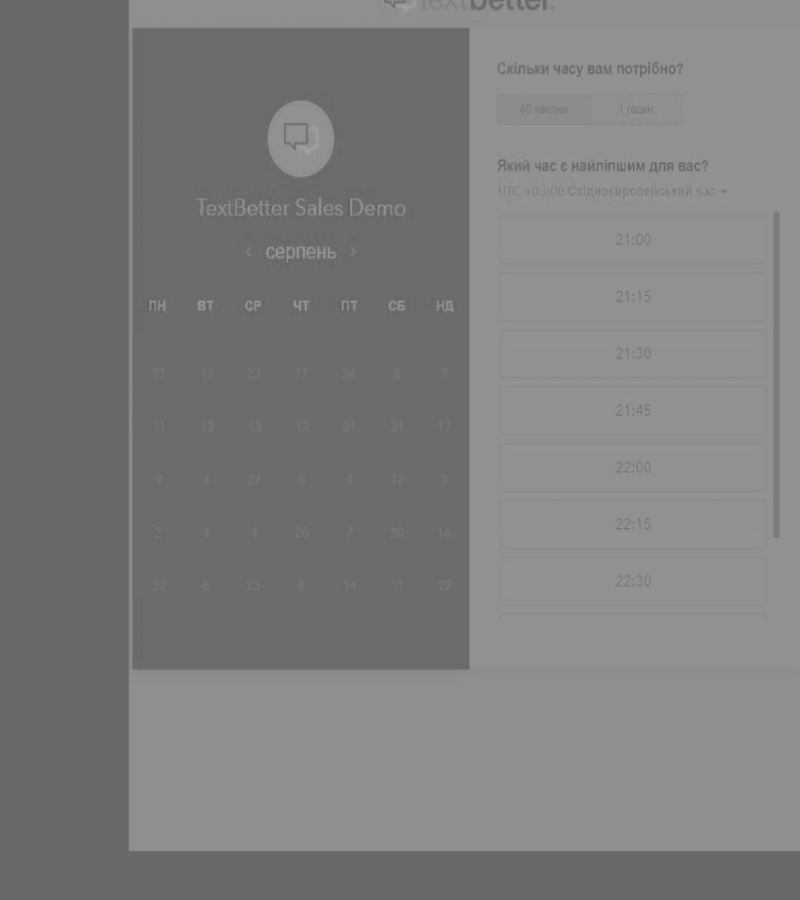 textbetter.
Скільки часу вам потрібно?
40 хвилин 1 годин
Який час є найліпшим для вас?
UTC +03:00 Східноєвропейський час
TextBetter Sales Demo
‹ серпень ›
ПН ВТ СР ЧТ ПТ СБ НД
31 15 23 17 24 8 9
11 13 13 12 21 21 17
9 4 27 5 4 12 8
2 4 4 26 7 30 16
22 6 23 8 14 11 22
21:00
21:15
21:30
21:45
22:00
22:15
22:30